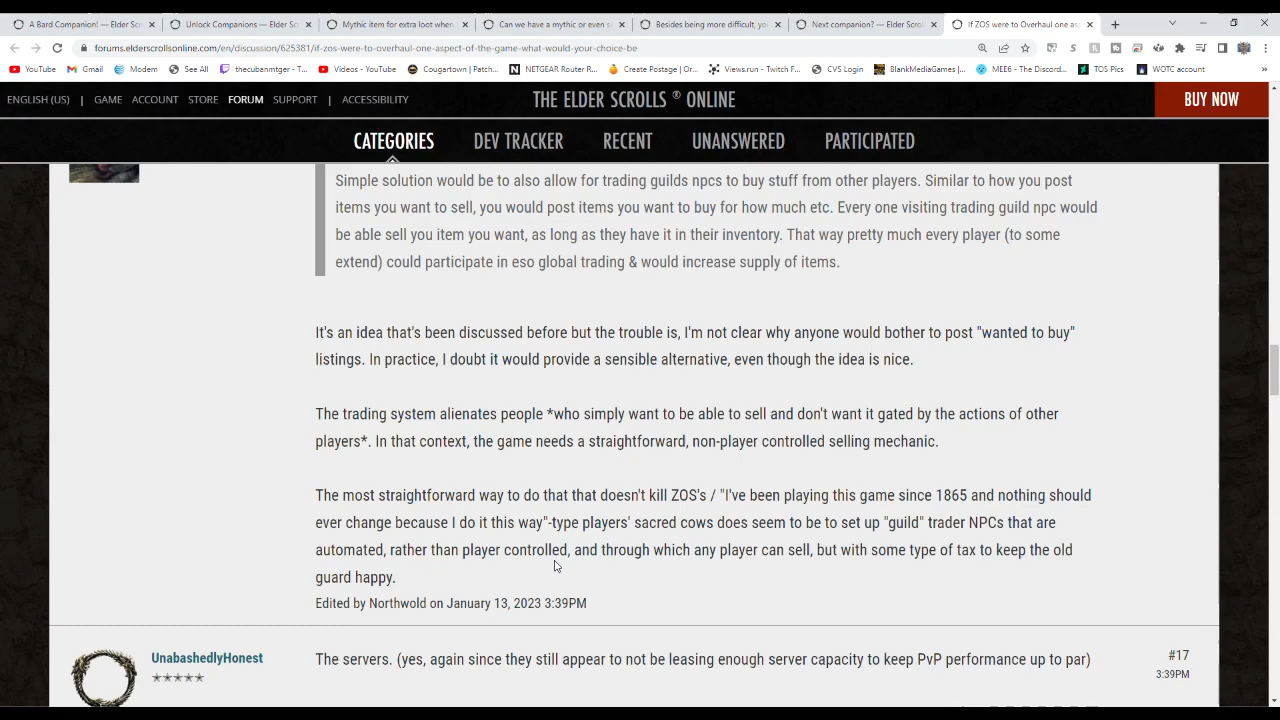 A Bard Companion! — Elder Scr
Unlock Companions — Elder Sc
Mythic item for extra loot when
Can we have a mythic or even s
Besides being more difficult, y
Next companion? — Elder Scroll
If ZOS were to Overhaul one asp
forums.elderscrollsonline.com/en/discussion/625381/if-zos-were-to-overhaul-one-aspect-of-the-game-what-would-your-choice-be
YouTube
Gmail
Modem
See All
thecubanmtger - T...
Videos - YouTube
Cougartown | Patch...
NETGEAR Router R...
Create Postage | Or...
Views.run - Twitch F...
CVS Login
BlankMediaGames |...
MEE6 - The Discord...
TOS Pics
WOTC account
ENGLISH (US) | GAME ACCOUNT STORE FORUM SUPPORT | ACCESSIBILITY
THE ELDER SCROLLS ® ONLINE
BUY NOW
CATEGORIES DEV TRACKER RECENT UNANSWERED PARTICIPATED
Simple solution would be to also allow for trading guilds npcs to buy stuff from other players. Similar to how you post
items you want to sell, you would post items you want to buy for how much etc. Every one visiting trading guild npc would
be able sell you item you want, as long as they have it in their inventory. That way pretty much every player (to some
extend) could participate in eso global trading & would increase supply of items.
It's an idea that's been discussed before but the trouble is, I'm not clear why anyone would bother to post "wanted to buy"
listings. In practice, I doubt it would provide a sensible alternative, even though the idea is nice.
The trading system alienates people *who simply want to be able to sell and don't want it gated by the actions of other
players*. In that context, the game needs a straightforward, non-player controlled selling mechanic.
The most straightforward way to do that that doesn't kill ZOS's / "I've been playing this game since 1865 and nothing should
ever change because I do it this way"-type players' sacred cows does seem to be to set up "guild" trader NPCs that are
automated, rather than player controlled, and through which any player can sell, but with some type of tax to keep the old
guard happy.
Edited by Northwold on January 13, 2023 3:39PM
UnabashedlyHonest
The servers. (yes, again since they still appear to not be leasing enough server capacity to keep PvP performance up to par)
#17
3:39PM